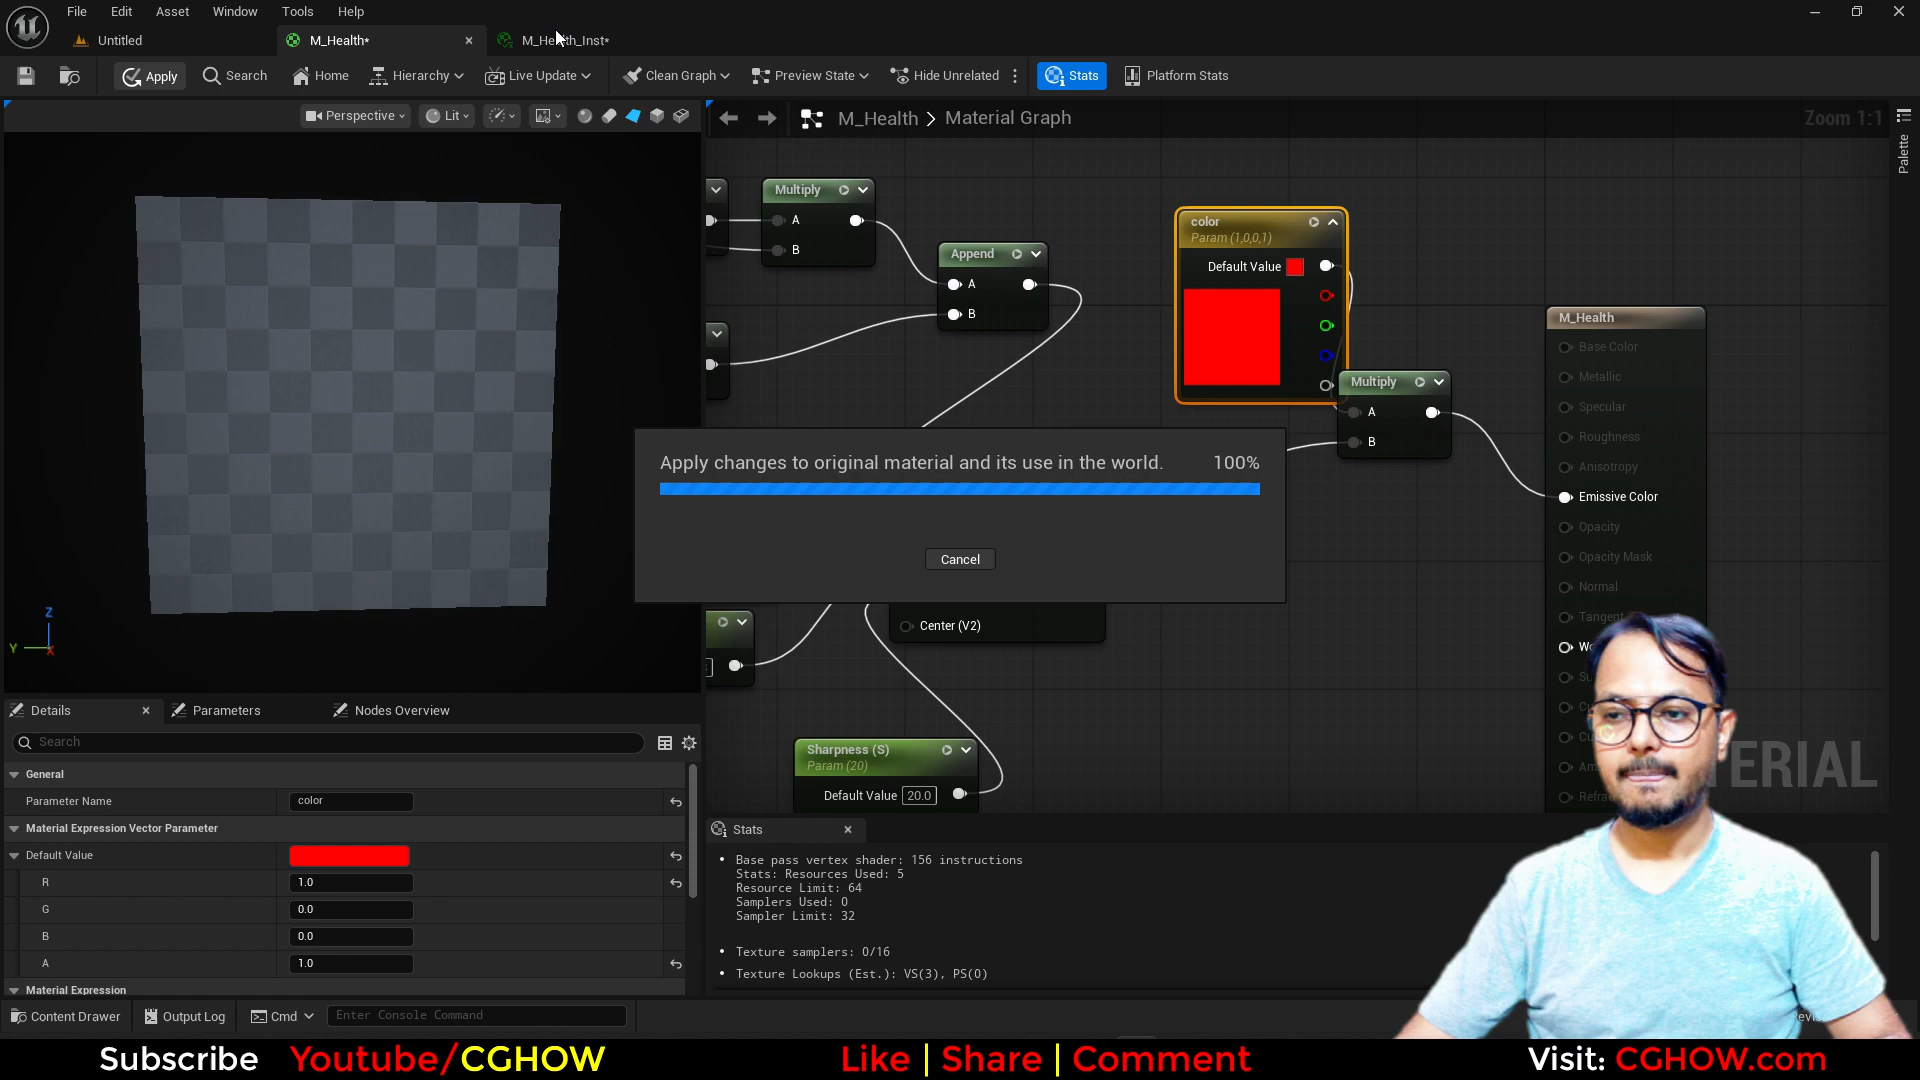 File Edit Asset Window Tools Help
Untitled M_Health* M_Health_Inst*
Apply Search Home Hierarchy Live Update Clean Graph Preview State Hide Unrelated Stats Platform Stats
Perspective Lit
M_Health > Material Graph Zoom 1:1
Palette
Multiply
A
B
Append
A
B
color
Param (1,0,0,1)
Default Value
Multiply
A
B
M_Health
Base Color
Metallic
Specular
Roughness
Anisotropy
Emissive Color
Opacity
Opacity Mask
Normal
Tangent
Apply changes to original material and its use in the world. 100%
Cancel
Center (V2)
Sharpness (S)
Param (20)
Default Value 20.0
Z
Y
X
Details Parameters Nodes Overview
Search
General
Parameter Name color
Material Expression Vector Parameter
Default Value
R 1.0
G 0.0
B 0.0
A 1.0
Material Expression
Stats
Base pass vertex shader: 156 instructions
Stats: Resources Used: 5
Resource Limit: 64
Samplers Used: 0
Sampler Limit: 32
Texture samplers: 0/16
Texture Lookups (Est.): VS(3), PS(0)
Content Drawer Output Log Cmd Enter Console Command
Subscribe Youtube/CGHOW Like | Share | Comment Visit: CGHOW.com